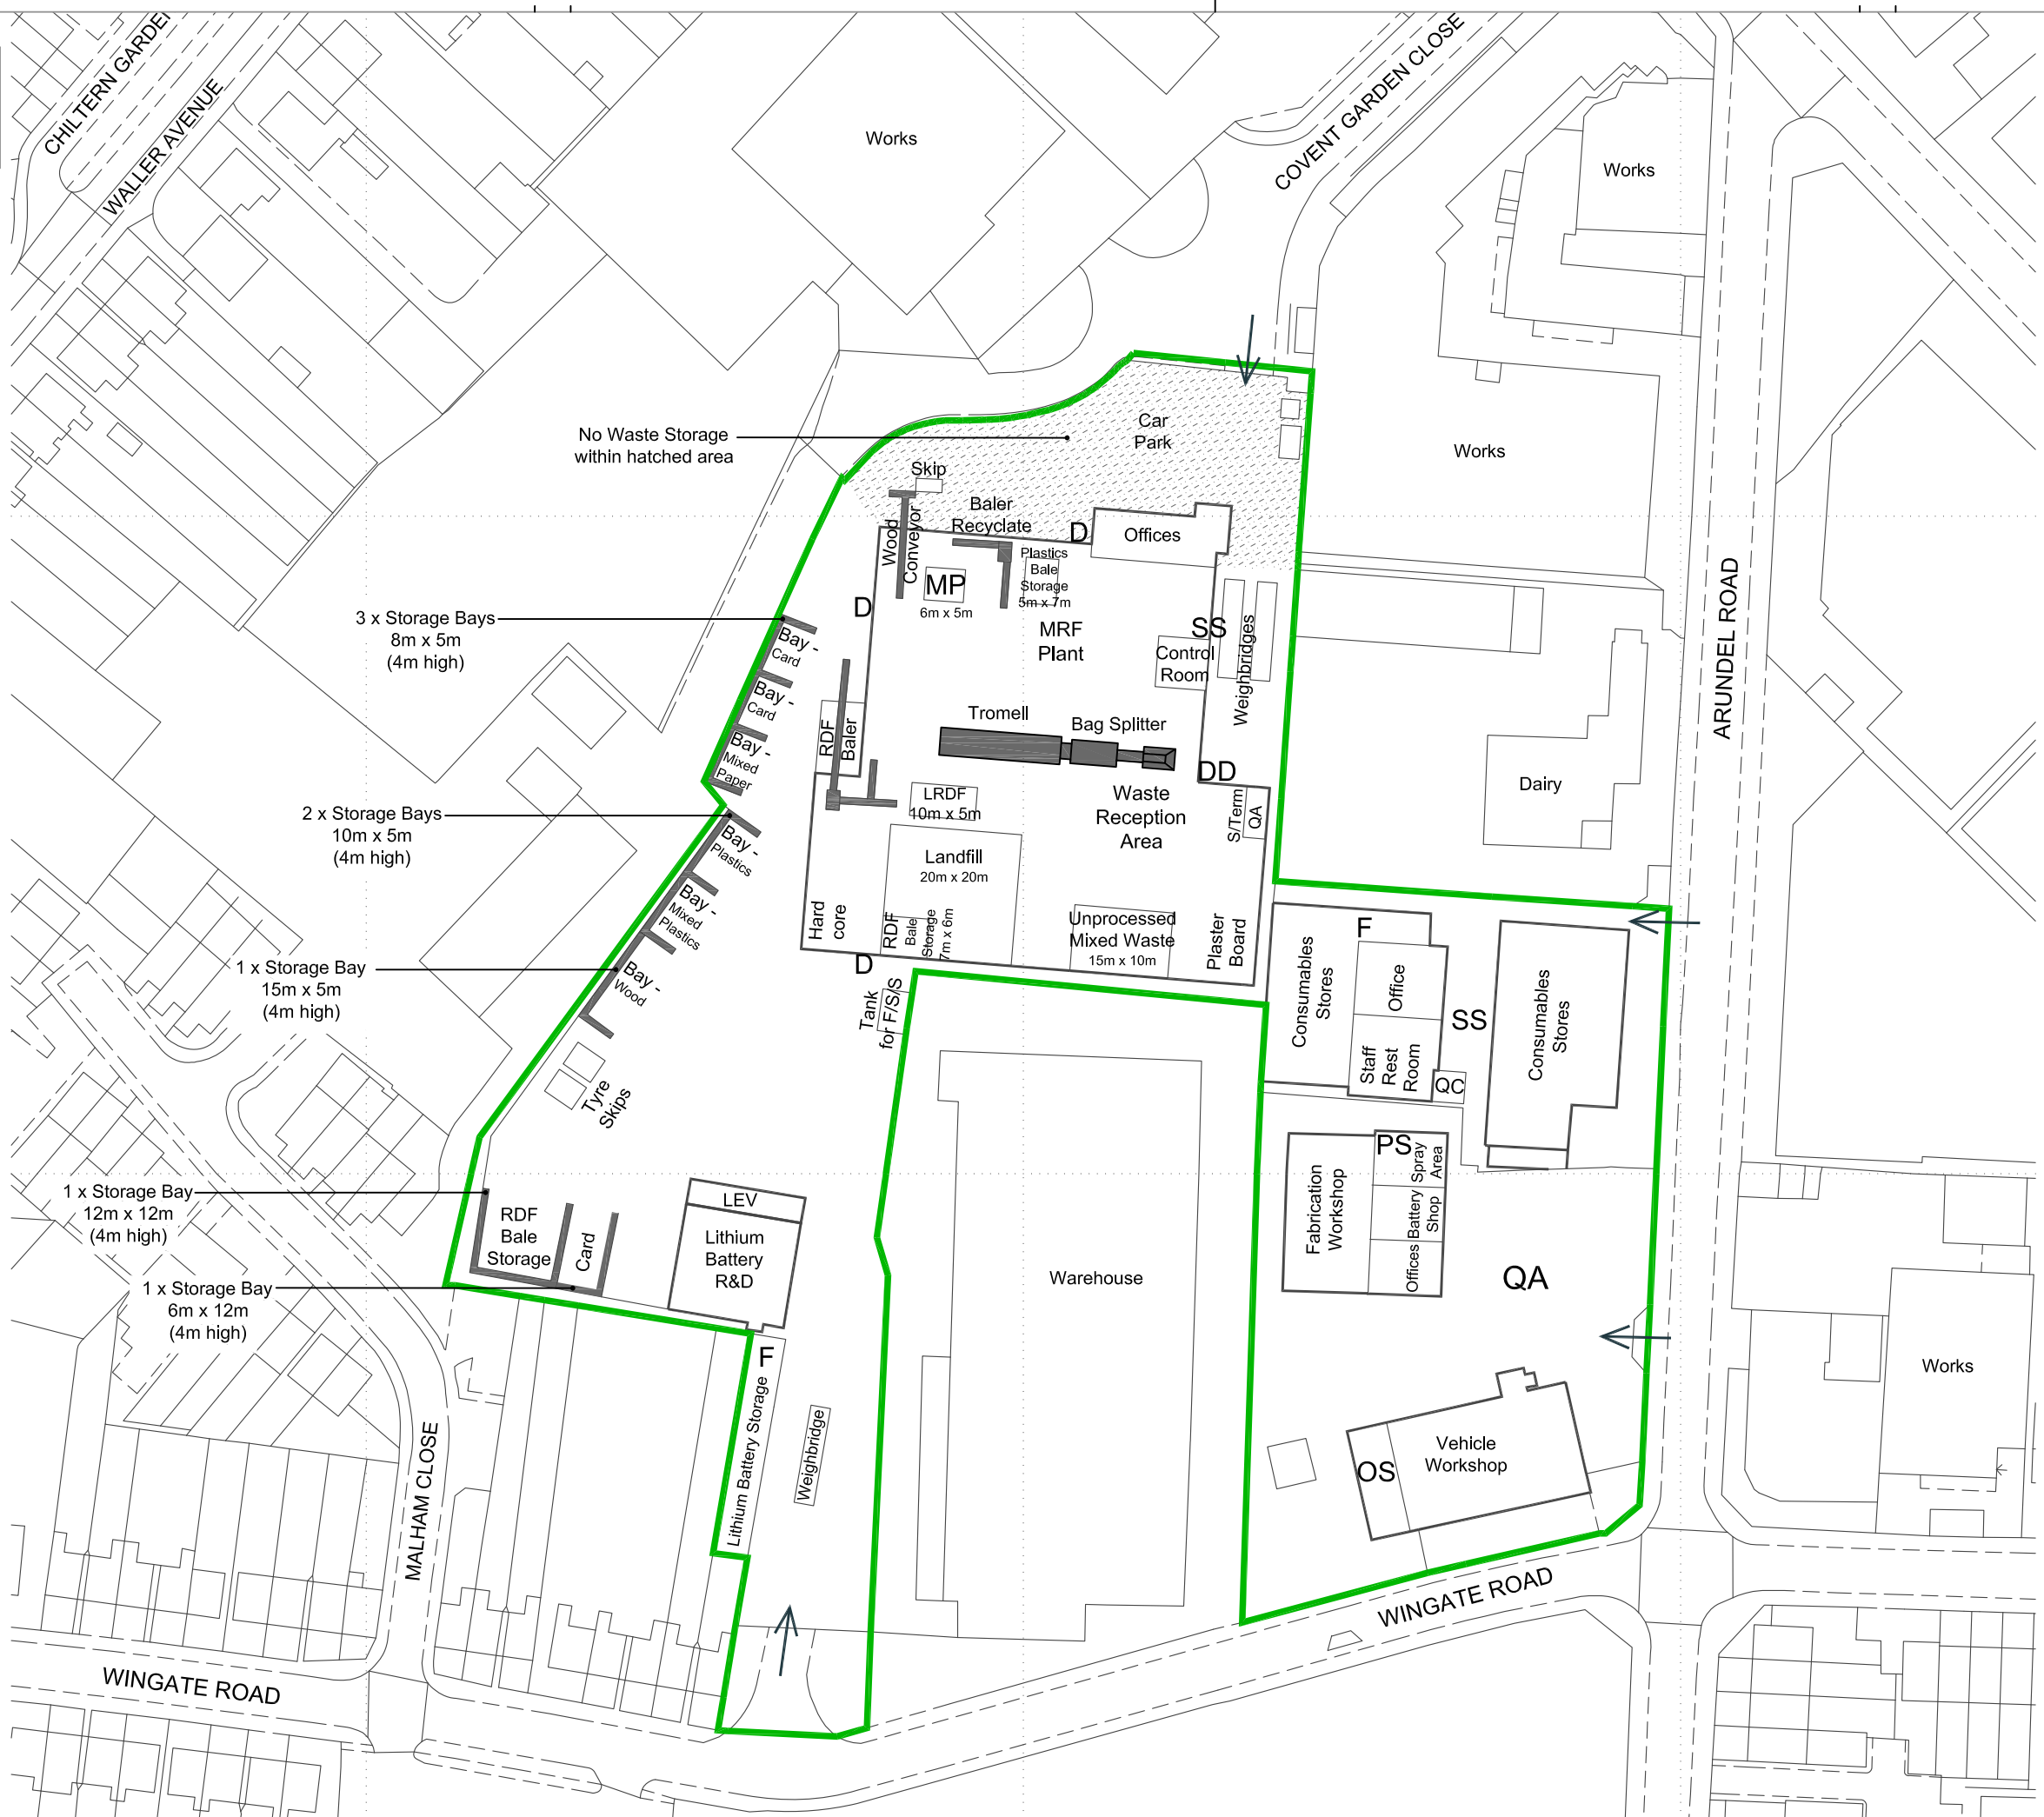 CHILTERN GARDE
WALLER AVENUE
Works
COVENT GARDEN CLOSE
Works
Car
Park
No Waste Storage
within hatched area
Works
Skip
Baler
Recyclate
Wood
Conveyor
D
Offices
Plastics
Bale
Storage
5m x 7m
MP
6m x 5m
D
3 x Storage Bays
8m x 5m
(4m high)
Bay -
Card
MRF
Plant
SS
Control
Room
Weighbridges
ARUNDEL ROAD
Bay -
Card
Tromell
Bag Splitter
RDF
Baler
Bay -
Mixed
Paper
DD
Dairy
LRDF
10m x 5m
Waste
Reception
Area
S/Term
QA
2 x Storage Bays
10m x 5m
(4m high)
Bay -
Plastics
Landfill
20m x 20m
Bay -
Mixed
Plastics
Hard
core
RDF
Bale
Storage
7m x 6m
Unprocessed
Mixed Waste
15m x 10m
Plaster
Board
F
1 x Storage Bay
15m x 5m
(4m high)
Bay -
Wood
D
Tank
for F/S/S
Consumables
Stores
Office
SS
Consumables
Stores
Staff
Rest
Room
QC
Tyre
Skips
PS
Spray
Area
Fabrication
Workshop
Battery
Shop
Offices
1 x Storage Bay
12m x 12m
(4m high)
RDF
Bale
Storage
Card
LEV
Lithium
Battery
R&D
Warehouse
QA
1 x Storage Bay
6m x 12m
(4m high)
F
Lithium Battery Storage
Weighbridge
Works
Vehicle
Workshop
OS
MALHAM CLOSE
WINGATE ROAD
WINGATE ROAD